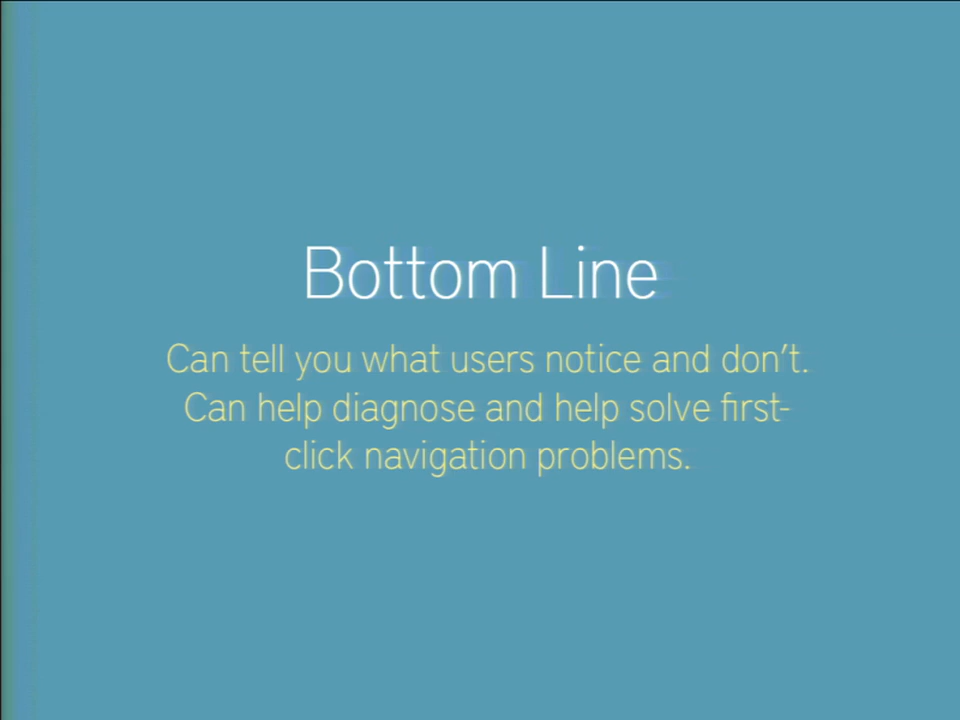 Bottom Line
Can tell you what users notice and don't.
Can help diagnose and help solve first-
click navigation problems.